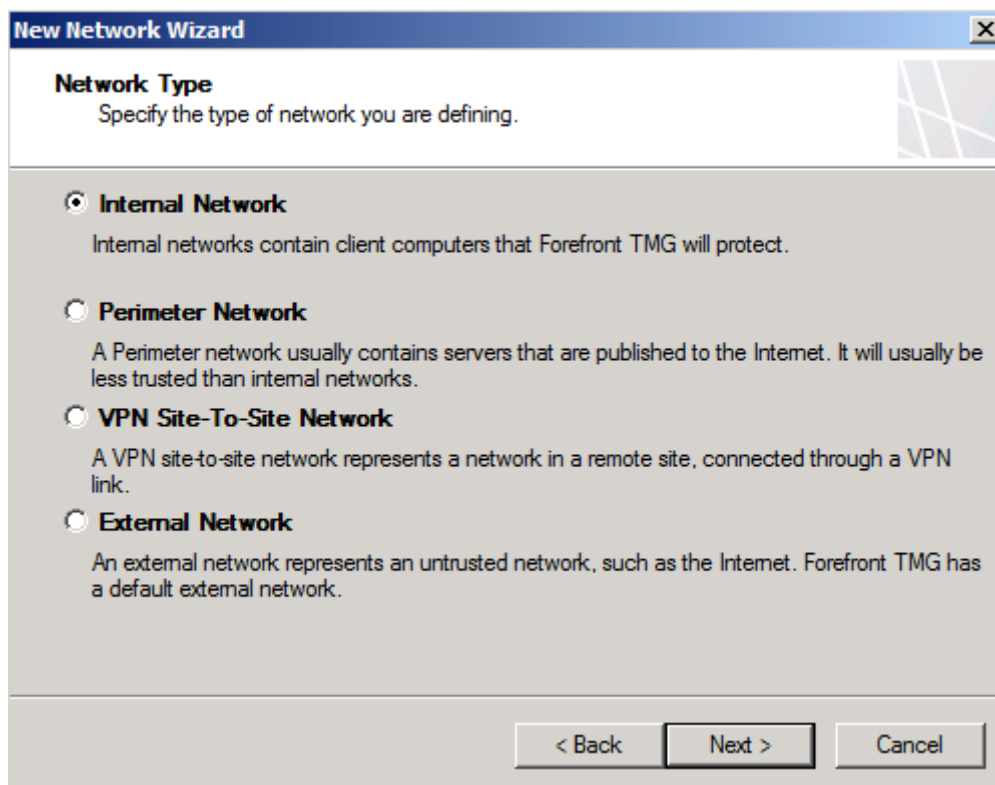 New Network Wizard
Network Type
Specify the type of network you are defining.
Internal Network
Internal networks contain client computers that Forefront TMG will protect.
Perimeter Network
A Perimeter network usually contains servers that are published to the Internet. It will usually be
less trusted than internal networks.
VPN Site-To-Site Network
A VPN site-to-site network represents a network in a remote site, connected through a VPN
link.
External Network
An external network represents an untrusted network, such as the Internet. Forefront TMG has
a default external network.
< Back Next > Cancel